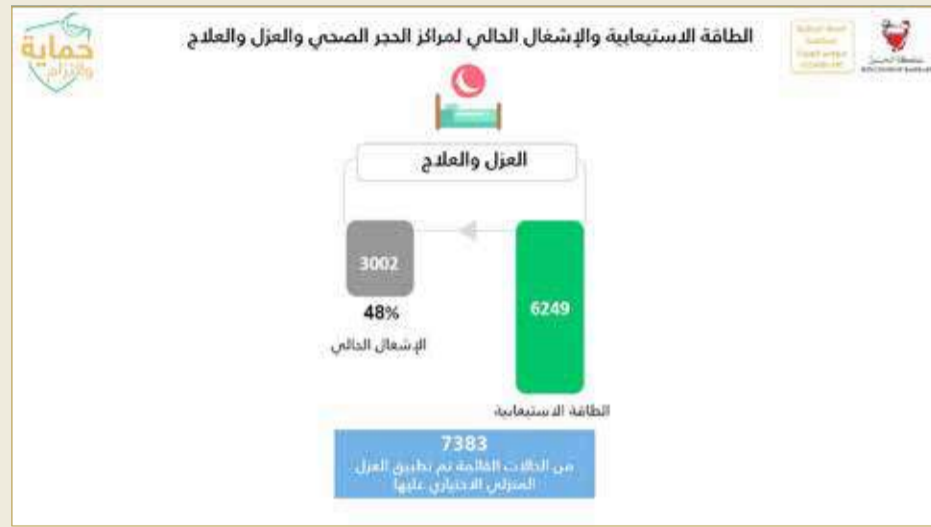 حماية
والتزام
الطاقة الاستيعابية والإشغال الحالي لمراكز الحجر الصحي والعزل والعلاج
العزل والعلاج
6249
الطاقة الاستيعابية
3002
48%
الإشغال الحالي
7383
من الحالات القائمة تم تطبيق العزل
المنزلي الاختياري عليها